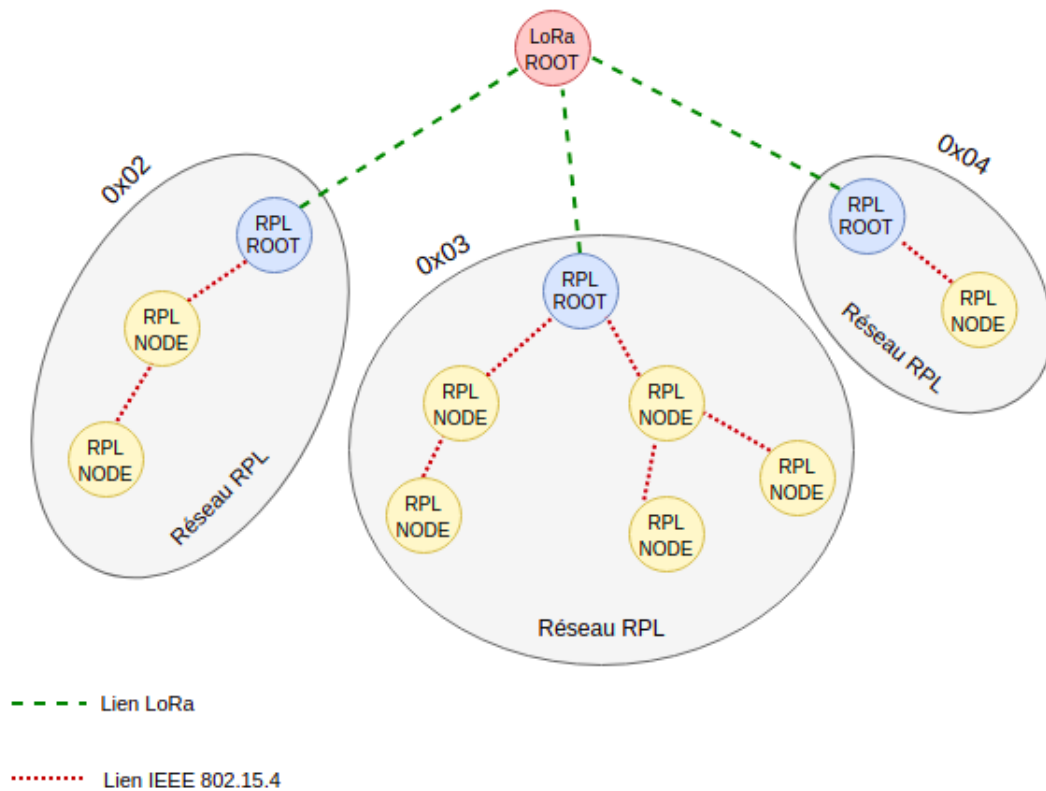 LoRa
ROOT
0x02
RPL
ROOT
RPL
NODE
RPL
NODE
Réseau RPL
0x03
RPL
ROOT
RPL
NODE
RPL
NODE
RPL
NODE
RPL
NODE
RPL
NODE
Réseau RPL
0x04
RPL
ROOT
RPL
NODE
Réseau RPL
Lien LoRa
Lien IEEE 802.15.4